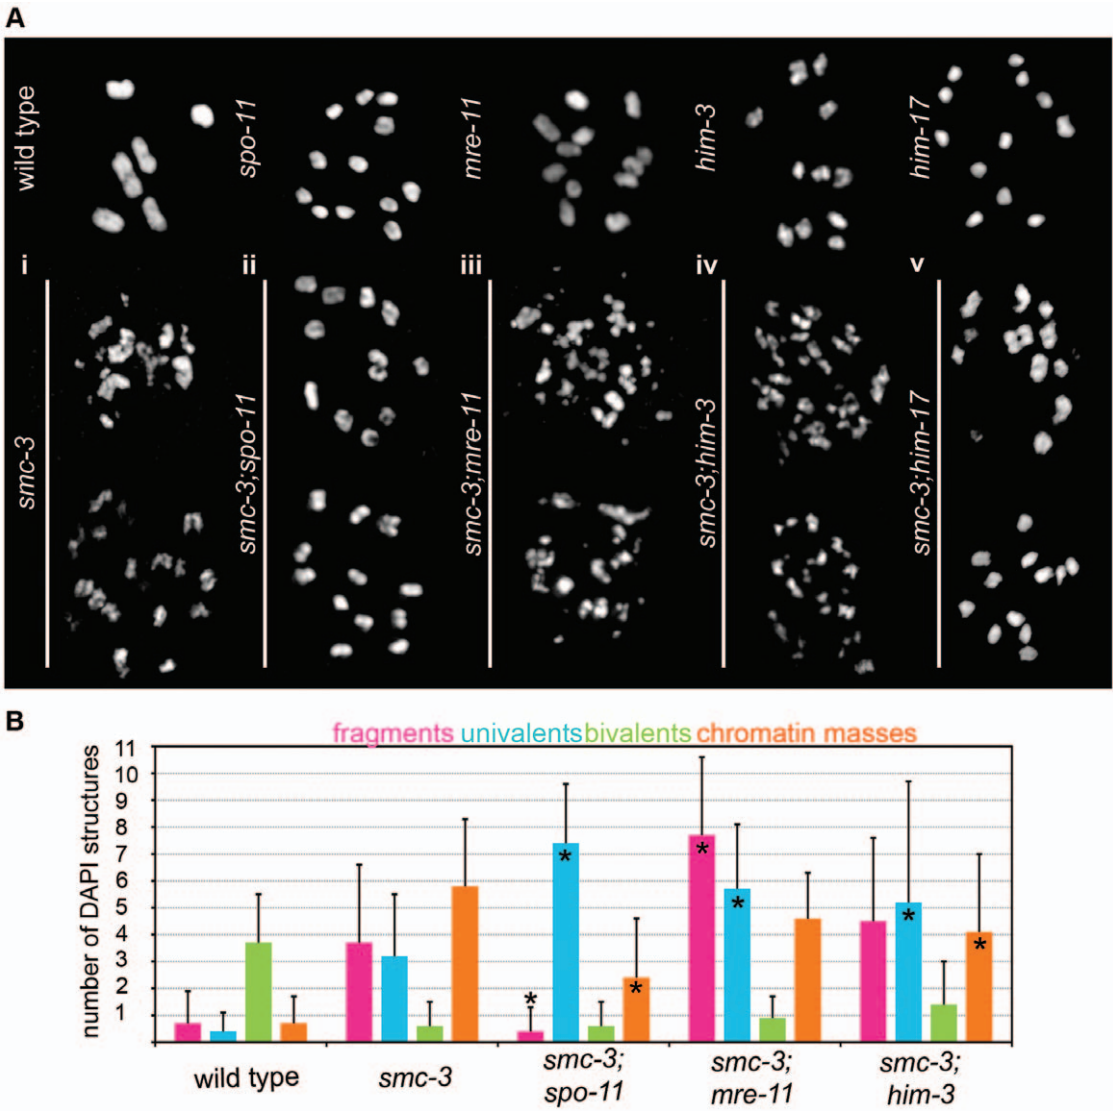 A
wild type
spo-11
mre-11
him-3
him-17
i
ii
iii
iv
v
smc-3
smc-3;spo-11
smc-3;mre-11
smc-3;him-3
smc-3;him-17
B
fragments univalents bivalents chromatin masses
number of DAPI structures
11
10
9
8
7
6
5
4
3
2
1
*
*
*
*
*
*
*
wild type
smc-3
smc-3;
spo-11
smc-3;
mre-11
smc-3;
him-3